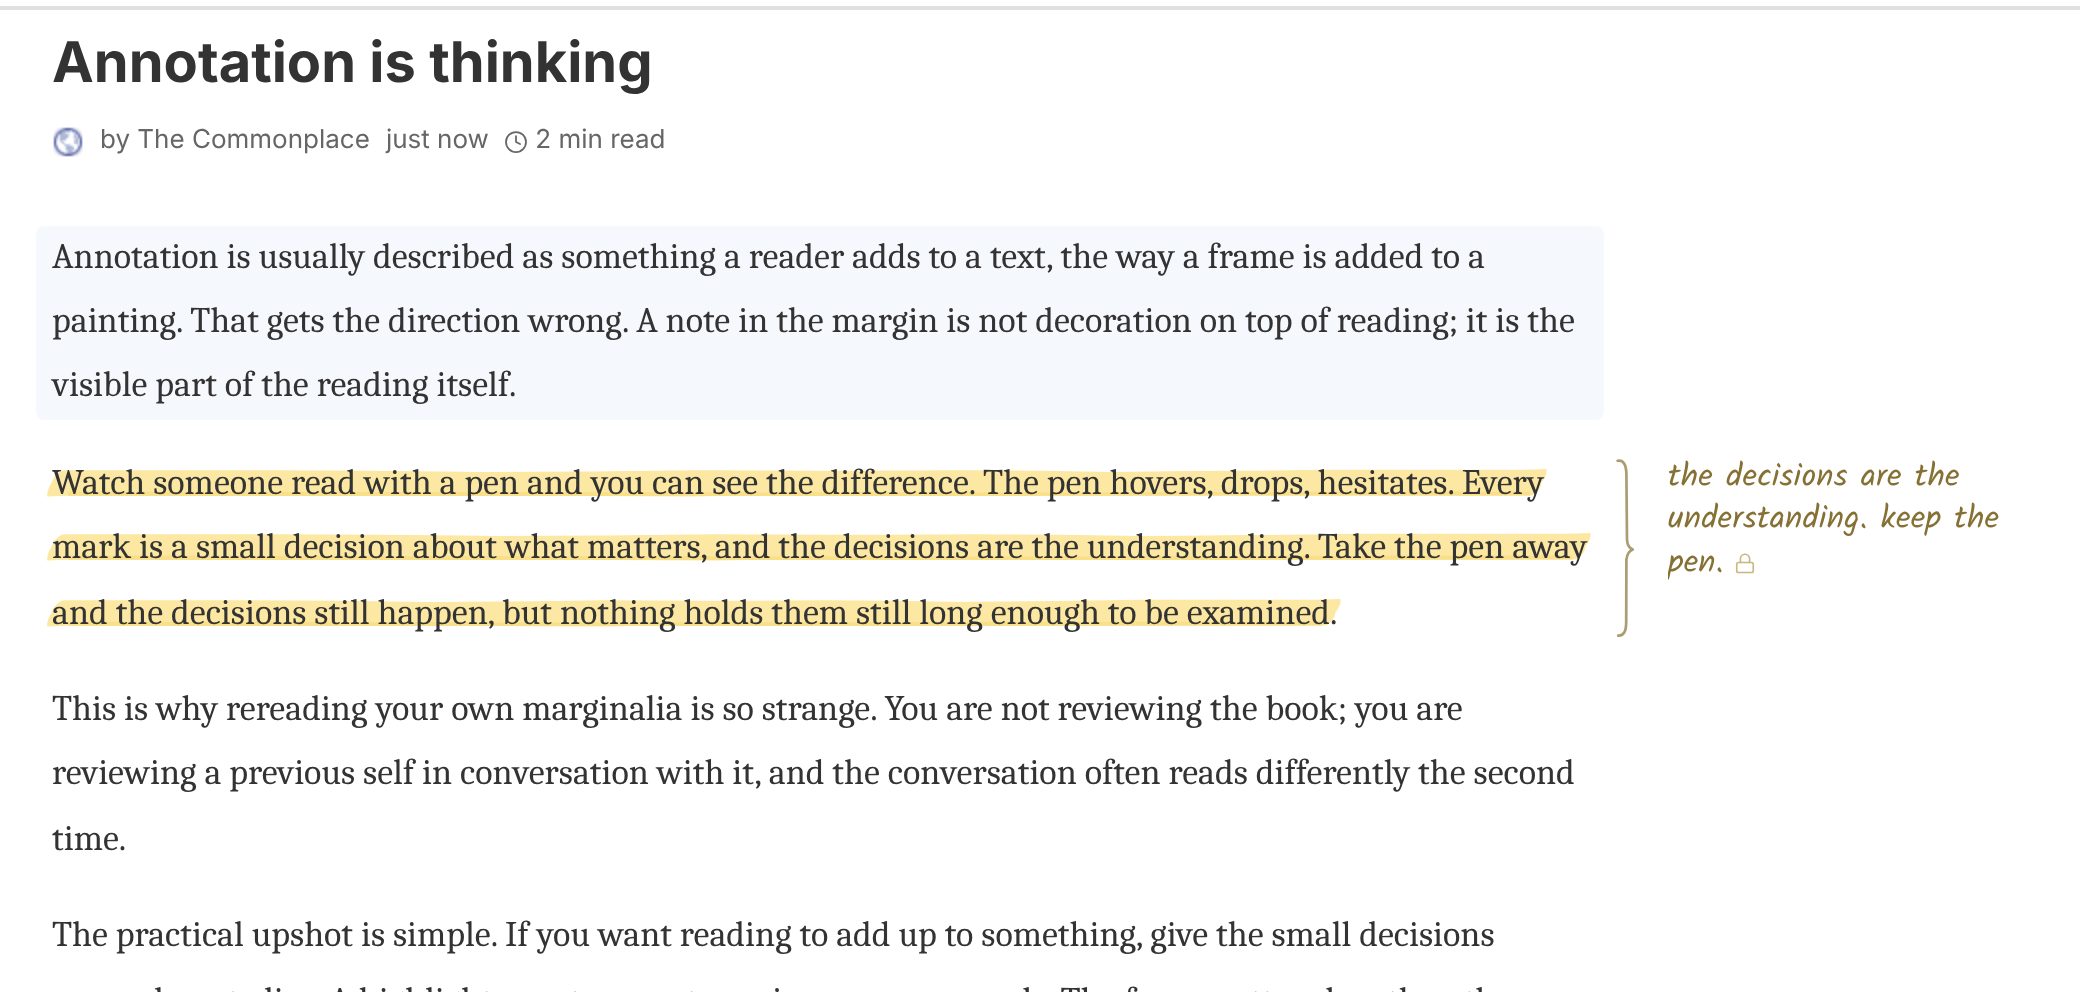 Annotation is thinking
by The Commonplace just now 2 min read
Annotation is usually described as something a reader adds to a text, the way a frame is added to a
painting. That gets the direction wrong. A note in the margin is not decoration on top of reading; it is the
visible part of the reading itself.
Watch someone read with a pen and you can see the difference. The pen hovers, drops, hesitates. Every
mark is a small decision about what matters, and the decisions are the understanding. Take the pen away
and the decisions still happen, but nothing holds them still long enough to be examined.
the decisions are the
understanding. keep the
pen.
This is why rereading your own marginalia is so strange. You are not reviewing the book; you are
reviewing a previous self in conversation with it, and the conversation often reads differently the second
time.
The practical upshot is simple. If you want reading to add up to something, give the small decisions